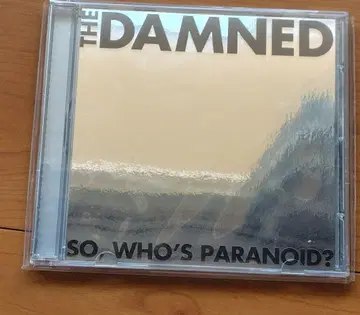 THE DAMNED
SO, WHO'S PARANOID?